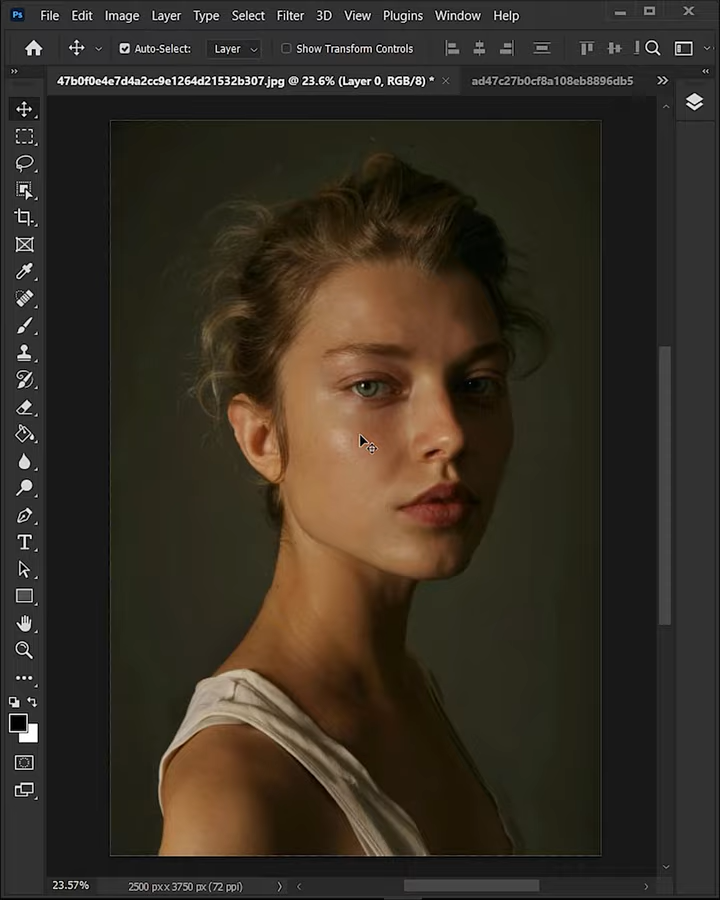 Ps File Edit Image Layer Type Select Filter 3D View Plugins Window Help
Auto-Select: Layer Show Transform Controls
47b0f0e4e7d4a2cc9e1264d21532b307.jpg @ 23.6% (Layer 0, RGB/8) * ad47c27b0cf8a108eb8896db5
T
23.57% 2500 px x 3750 px (72 ppi)